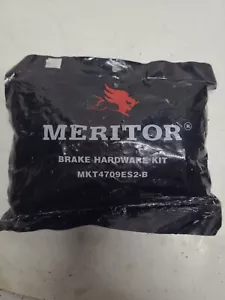 MERITOR®
BRAKE HARDWARE KIT
MKT4709ES2-B